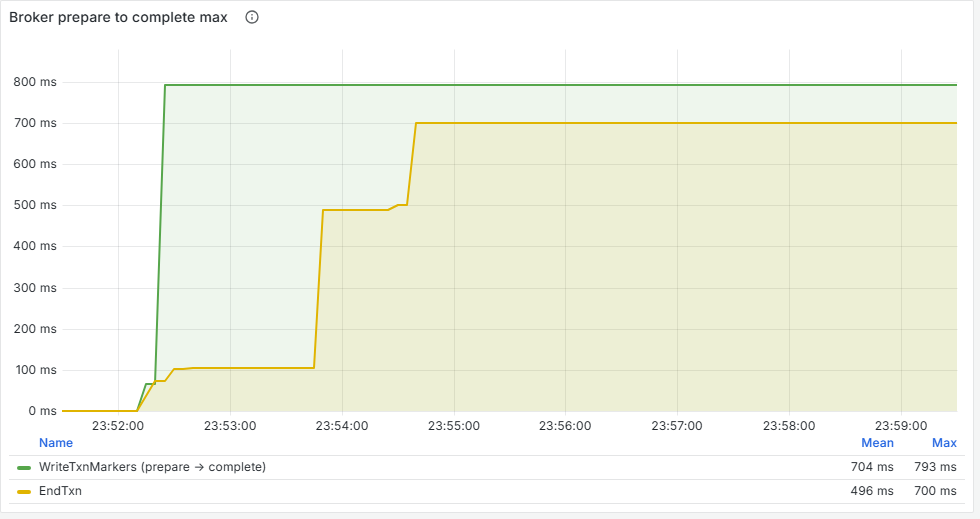 Broker prepare to complete max
800 ms
700 ms
600 ms
500 ms
400 ms
300 ms
200 ms
100 ms
0 ms
23:52:00 23:53:00 23:54:00 23:55:00 23:56:00 23:57:00 23:58:00 23:59:00
Name Mean Max
WriteTxnMarkers (prepare → complete) 704 ms 793 ms
EndTxn 496 ms 700 ms